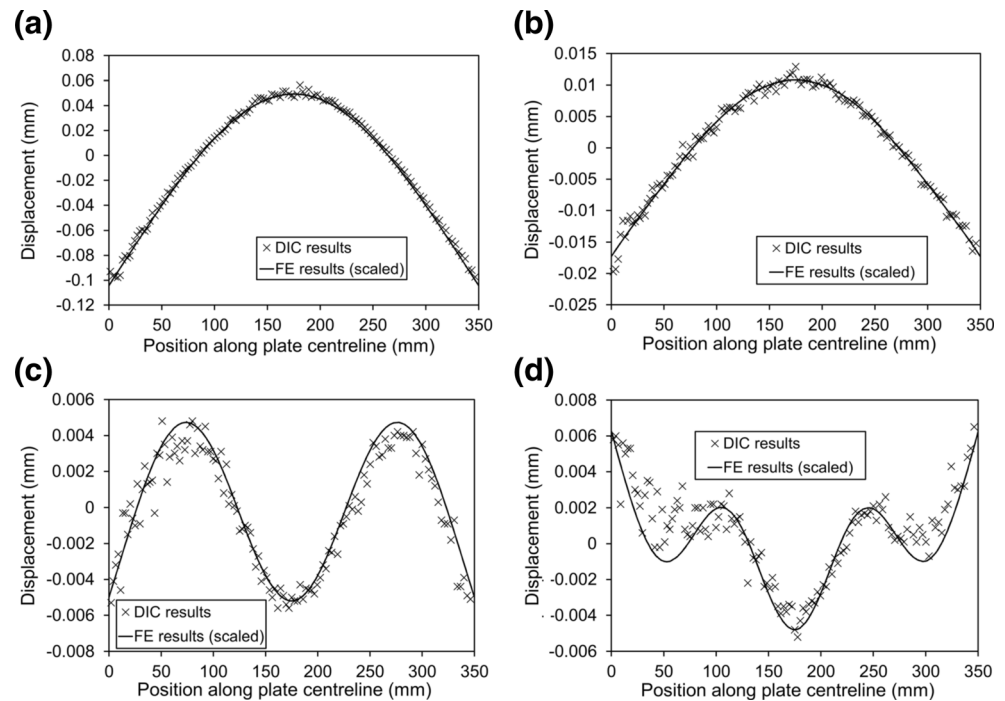 (a)
0.08
0.06
0.04
0.02
0
-0.02
-0.04
-0.06
-0.08
-0.1
-0.12
Displacement (mm)
DIC results
FE results (scaled)
0 50 100 150 200 250 300 350
Position along plate centreline (mm)
(b)
0.015
0.01
0.005
0
-0.005
-0.01
-0.015
-0.02
-0.025
Displacement (mm)
DIC results
FE results (scaled)
0 50 100 150 200 250 300 350
Position along plate centreline (mm)
(c)
0.006
0.004
0.002
0
-0.002
-0.004
-0.006
-0.008
Displacement (mm)
DIC results
FE results (scaled)
0 50 100 150 200 250 300 350
Position along plate centreline (mm)
(d)
0.008
0.006
0.004
0.002
0
-0.002
-0.004
-0.006
Displacement (mm)
DIC results
FE results (scaled)
0 50 100 150 200 250 300 350
Position along plate centreline (mm)